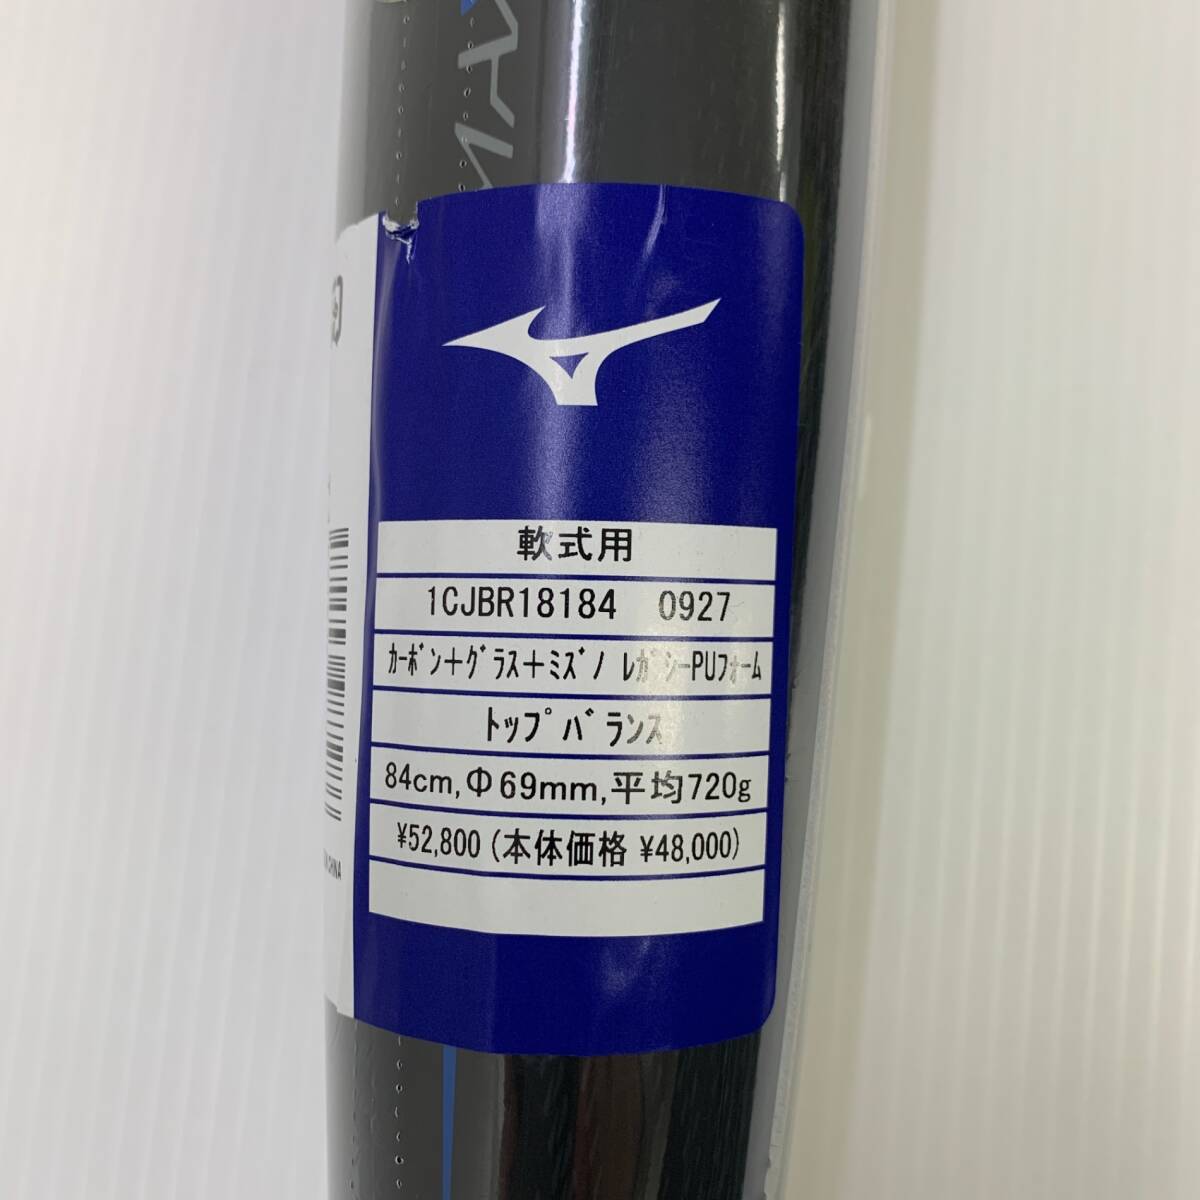 MAX
軟式用
1CJBR18184 0927
カーボン+グラス+ミズノ レガシーPUフォーム
トップバランス
84cm,Φ69mm,平均720g
¥52,800 (本体価格 ¥48,000)
CHINA